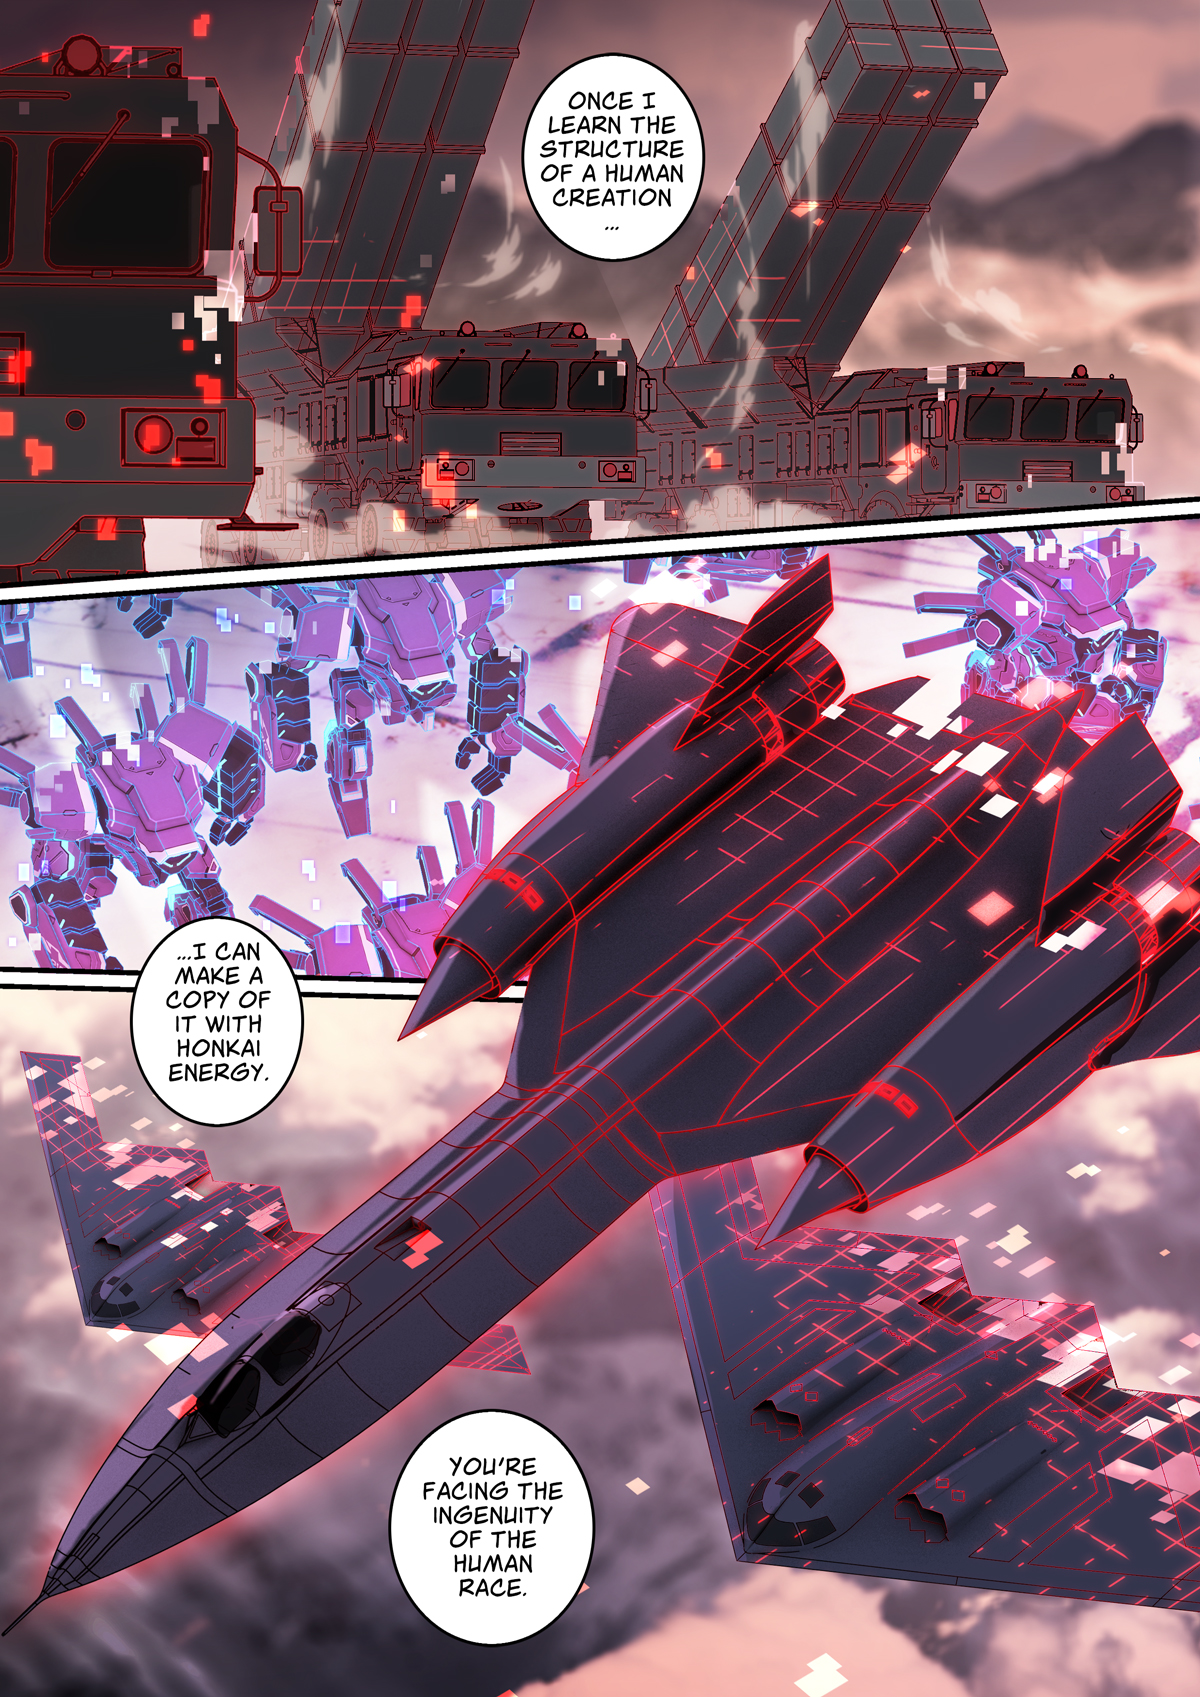 ONCE I
LEARN THE
STRUCTURE
OF A HUMAN
CREATION
...
...I CAN
MAKE A
COPY OF
IT WITH
HONKAI
ENERGY.
YOU'RE
FACING THE
INGENUITY
OF THE
HUMAN
RACE.